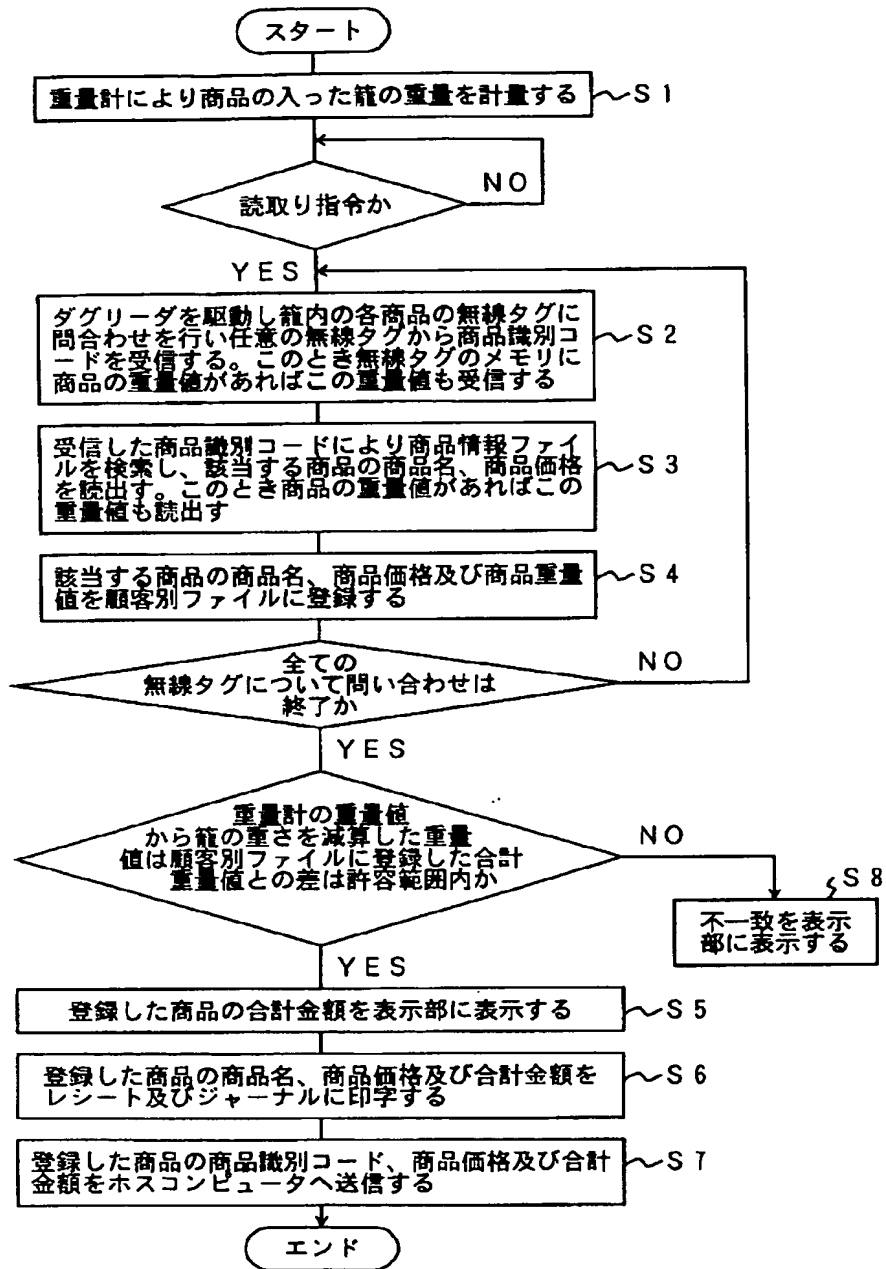 スタート
重量計により商品の入った籠の重量を計量する
S1
NO
読取り指令か
YES
ダグリーダを駆動し籠内の各商品の無線タグに
問合わせを行い任意の無線タグから商品識別コ
ードを受信する。このとき無線タグのメモリに
商品の重量値があればこの重量値も受信する
S2
受信した商品識別コードにより商品情報ファイ
ルを検索し、該当する商品の商品名、商品価格
を読出す。このとき商品の重量値があればこの
重量値も読出す
S3
該当する商品の商品名、商品価格及び商品重量
値を顧客別ファイルに登録する
S4
全ての
無線タグについて問い合わせは
終了か
NO
YES
重量計の重量値
から籠の重さを減算した重量
値は顧客別ファイルに登録した合計
重量値との差は許容範囲内か
NO
S8
不一致を表示
部に表示する
YES
登録した商品の合計金額を表示部に表示する
S5
登録した商品の商品名、商品価格及び合計金額を
レシート及びジャーナルに印字する
S6
登録した商品の商品識別コード、商品価格及び合計
金額をホスコンピュータへ送信する
S7
エンド